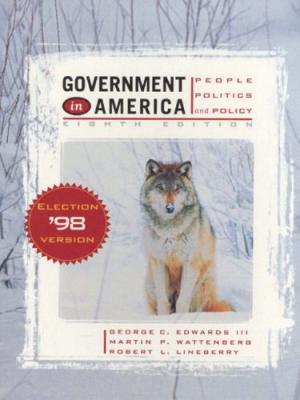 GOVERNMENT
in AMERICA
PEOPLE
POLITICS
and POLICY
EIGHTH EDITION
ELECTION
'98
VERSION
GEORGE C. EDWARDS III
MARTIN P. WATTENBERG
ROBERT L. LINEBERRY